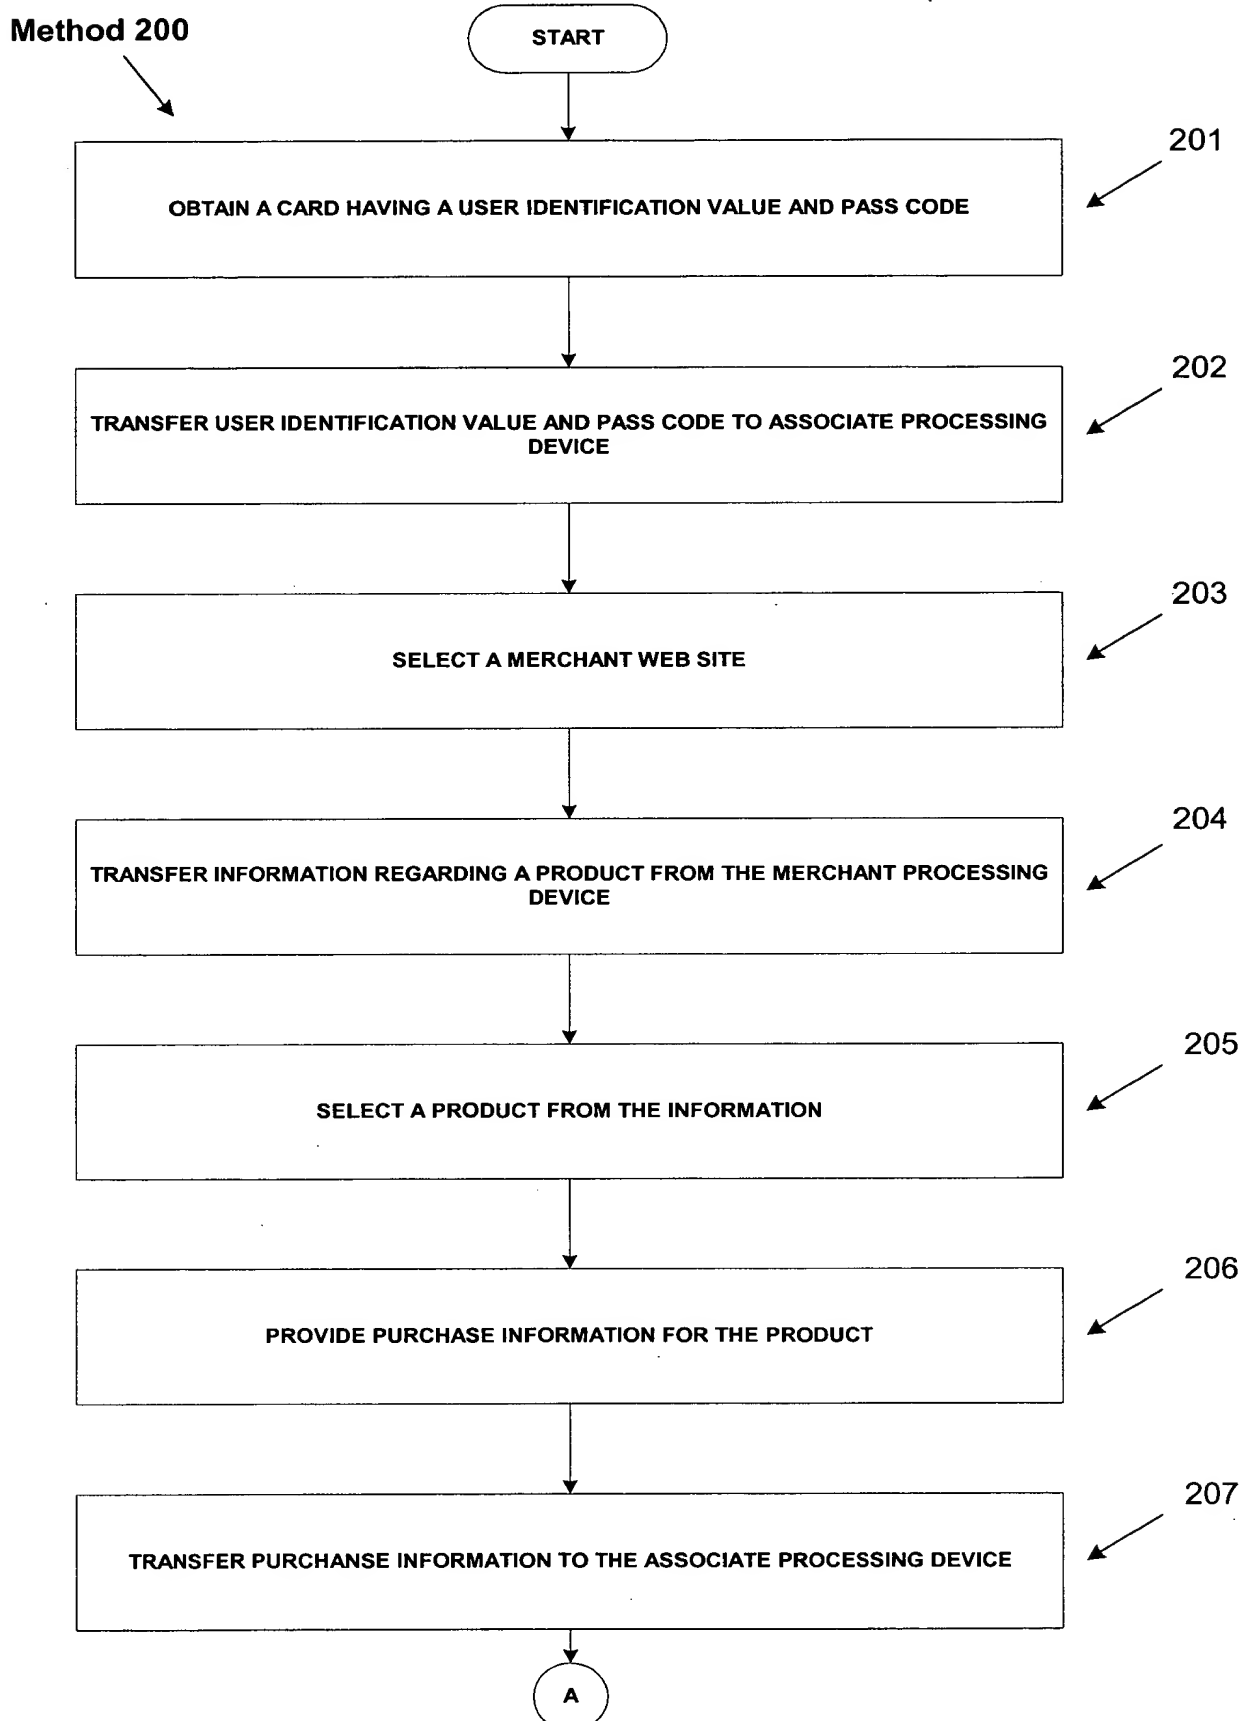 Method 200
START
201
OBTAIN A CARD HAVING A USER IDENTIFICATION VALUE AND PASS CODE
202
TRANSFER USER IDENTIFICATION VALUE AND PASS CODE TO ASSOCIATE PROCESSING
DEVICE
203
SELECT A MERCHANT WEB SITE
204
TRANSFER INFORMATION REGARDING A PRODUCT FROM THE MERCHANT PROCESSING
DEVICE
205
SELECT A PRODUCT FROM THE INFORMATION
206
PROVIDE PURCHASE INFORMATION FOR THE PRODUCT
207
TRANSFER PURCHANSE INFORMATION TO THE ASSOCIATE PROCESSING DEVICE
A